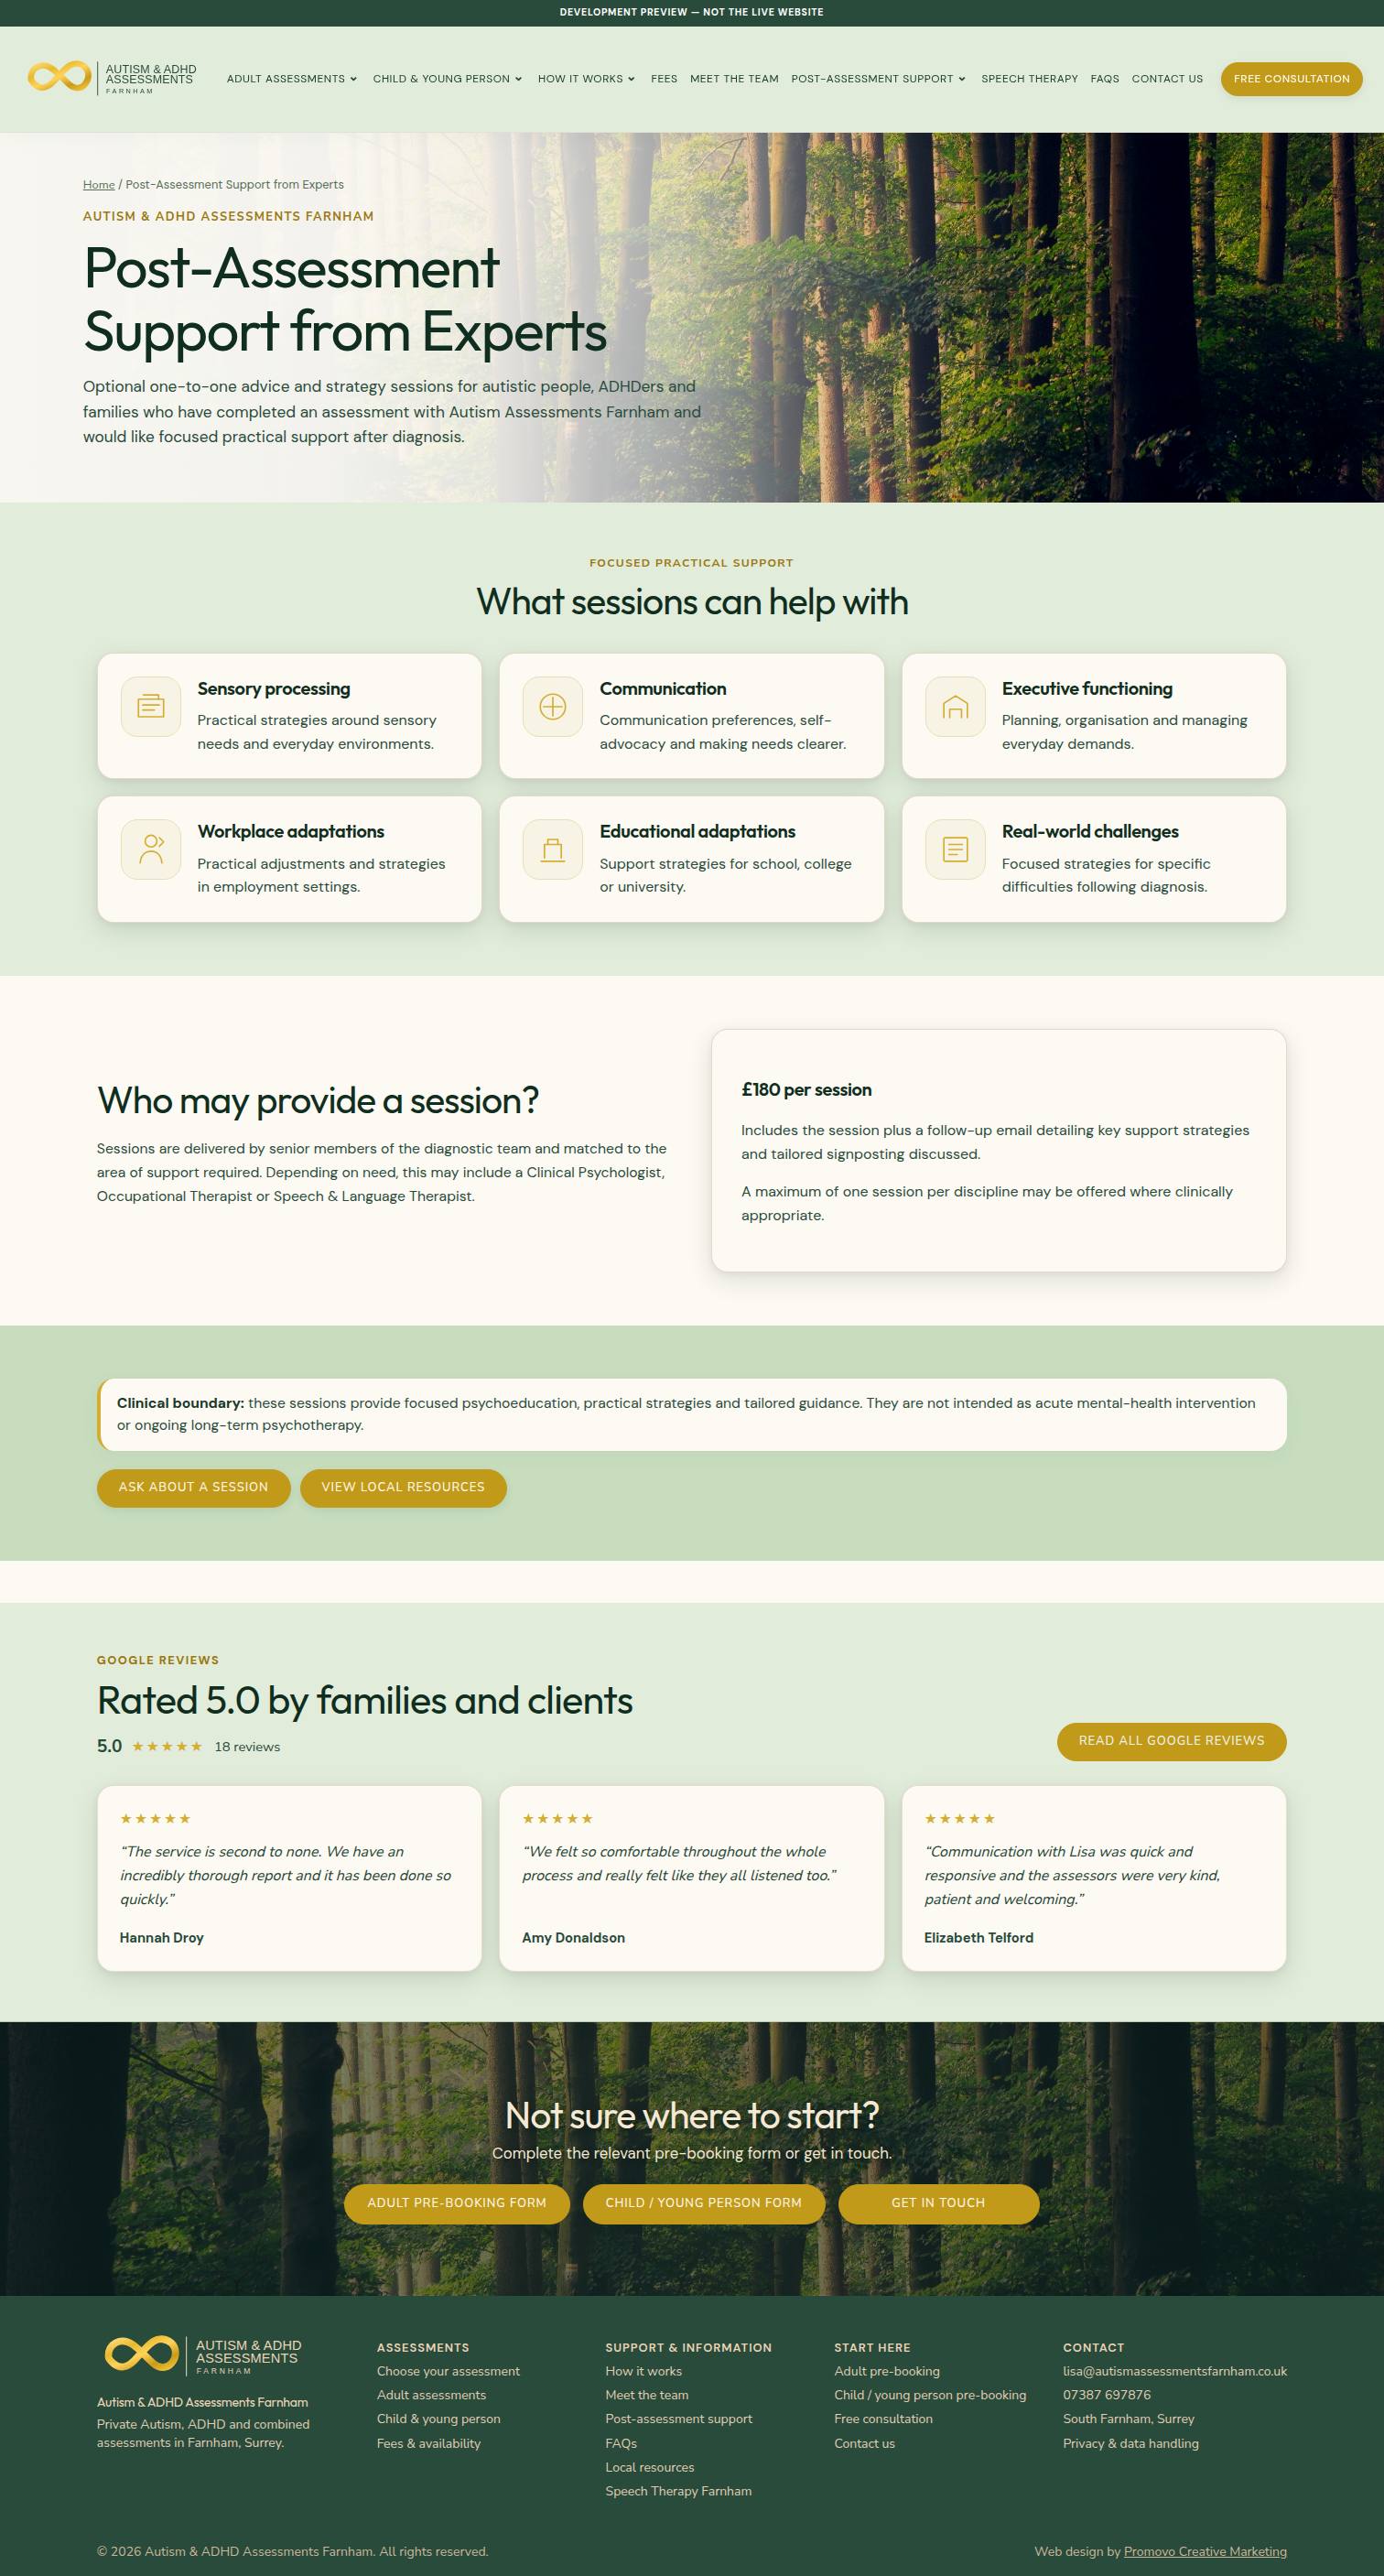 DEVELOPMENT PREVIEW — NOT THE LIVE WEBSITE
AUTISM & ADHD
ASSESSMENTS
FARNHAM
ADULT ASSESSMENTS
CHILD & YOUNG PERSON
HOW IT WORKS
FEES
MEET THE TEAM
POST-ASSESSMENT SUPPORT
SPEECH THERAPY
FAQS
CONTACT US
FREE CONSULTATION
Home / Post-Assessment Support from Experts
AUTISM & ADHD ASSESSMENTS FARNHAM
Post-Assessment
Support from Experts
Optional one-to-one advice and strategy sessions for autistic people, ADHDers and
families who have completed an assessment with Autism Assessments Farnham and
would like focused practical support after diagnosis.
FOCUSED PRACTICAL SUPPORT
What sessions can help with
Sensory processing
Practical strategies around sensory
needs and everyday environments.
Communication
Communication preferences, self-
advocacy and making needs clearer.
Executive functioning
Planning, organisation and managing
everyday demands.
Workplace adaptations
Practical adjustments and strategies
in employment settings.
Educational adaptations
Support strategies for school, college
or university.
Real-world challenges
Focused strategies for specific
difficulties following diagnosis.
Who may provide a session?
Sessions are delivered by senior members of the diagnostic team and matched to the
area of support required. Depending on need, this may include a Clinical Psychologist,
Occupational Therapist or Speech & Language Therapist.
£180 per session
Includes the session plus a follow-up email detailing key support strategies
and tailored signposting discussed.
A maximum of one session per discipline may be offered where clinically
appropriate.
Clinical boundary: these sessions provide focused psychoeducation, practical strategies and tailored guidance. They are not intended as acute mental-health intervention
or ongoing long-term psychotherapy.
ASK ABOUT A SESSION
VIEW LOCAL RESOURCES
GOOGLE REVIEWS
Rated 5.0 by families and clients
5.0 ★★★★★ 18 reviews
READ ALL GOOGLE REVIEWS
★★★★★
“The service is second to none. We have an
incredibly thorough report and it has been done so
quickly.”
Hannah Droy
★★★★★
“We felt so comfortable throughout the whole
process and really felt like they all listened too.”
Amy Donaldson
★★★★★
“Communication with Lisa was quick and
responsive and the assessors were very kind,
patient and welcoming.”
Elizabeth Telford
Not sure where to start?
Complete the relevant pre-booking form or get in touch.
ADULT PRE-BOOKING FORM
CHILD / YOUNG PERSON FORM
GET IN TOUCH
AUTISM & ADHD
ASSESSMENTS
FARNHAM
Autism & ADHD Assessments Farnham
Private Autism, ADHD and combined
assessments in Farnham, Surrey.
ASSESSMENTS
Choose your assessment
Adult assessments
Child & young person
Fees & availability
SUPPORT & INFORMATION
How it works
Meet the team
Post-assessment support
FAQs
Local resources
Speech Therapy Farnham
START HERE
Adult pre-booking
Child / young person pre-booking
Free consultation
Contact us
CONTACT
lisa@autismassessmentsfarnham.co.uk
07387 697876
South Farnham, Surrey
Privacy & data handling
© 2026 Autism & ADHD Assessments Farnham. All rights reserved.
Web design by Promovo Creative Marketing